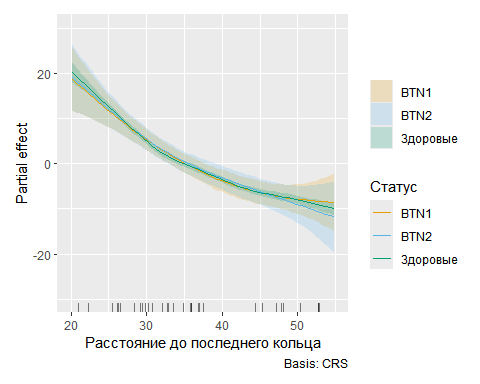 Partial effect
20
0
-20
20
30
40
50
Расстояние до последнего кольца
Basis: CRS
BTN1
BTN2
Здоровые
Статус
BTN1
BTN2
Здоровые